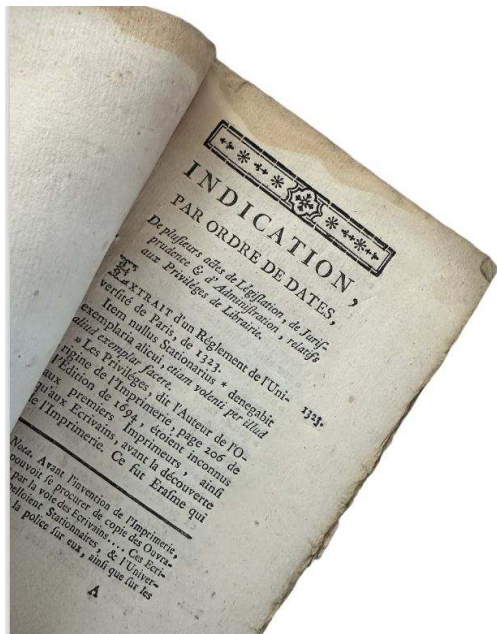 INDICATION,
PAR ORDRE DE DATES,
De plusieurs actes de Législation, de Juris-
prudence & d'Administration, relatifs
aux Privilèges de Librairie.
EXTRAIT d'un Réglement de l'Uni-
versité de Paris, de 1323.
1323.
Item nullus Stationarius * denegabit
exemplaria alicui, etiam volenti per illud
aliud exemplar facere.
» Les Privilèges, dit l'Auteur de l'O-
rigine de l'Imprimerie, page 206 de
l'Édition de 1694, étoient inconnus
aux premiers Imprimeurs, ainsi
qu'aux Ecrivains, avant la découverte
de l'Imprimerie. Ce fut Erasme qui
Nota. Avant l'invention de l'Imprimerie,
pouvoit se procurer de copie des Ouvra-
par la voie des Ecrivains.... Ces Ecri-
pelloient Stationnaires, & l'Univer-
la police sur eux, ainsi que sur les
A